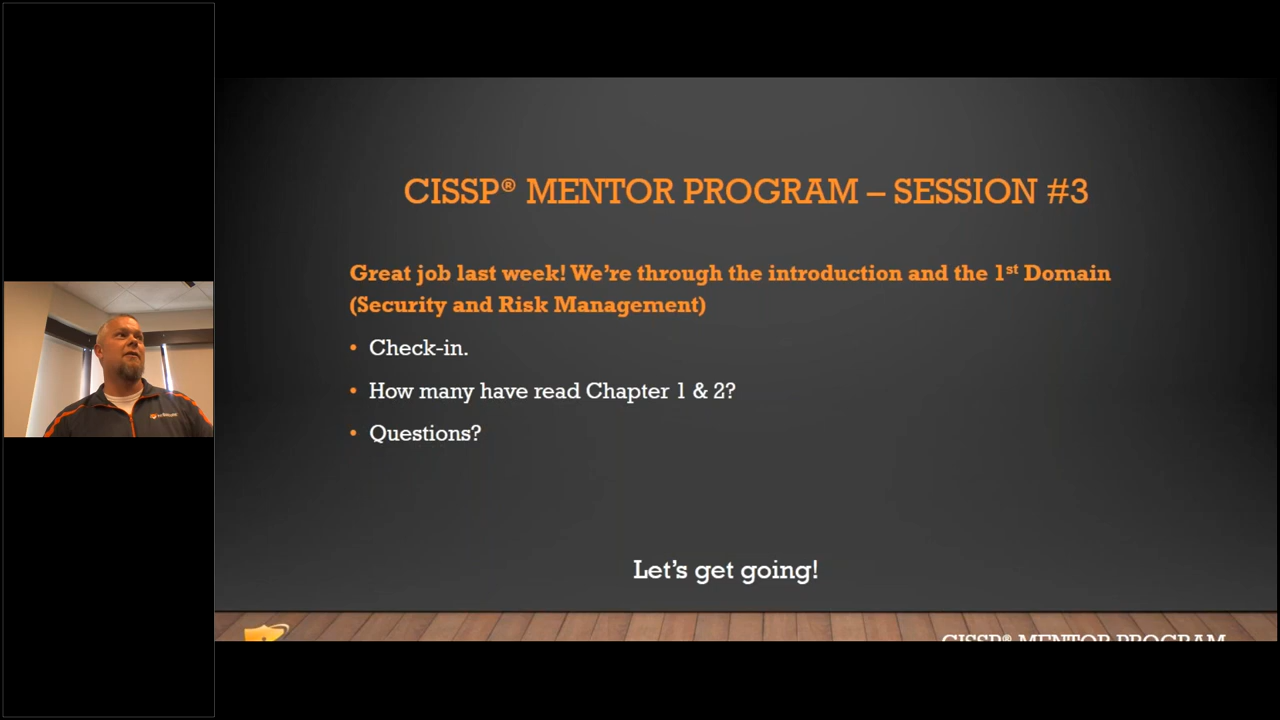 CISSP® MENTOR PROGRAM – SESSION #3
Great job last week! We’re through the introduction and the 1st Domain
(Security and Risk Management)
• Check-in.
• How many have read Chapter 1 & 2?
• Questions?
Let’s get going!
CISSP® MENTOR PROGRAM